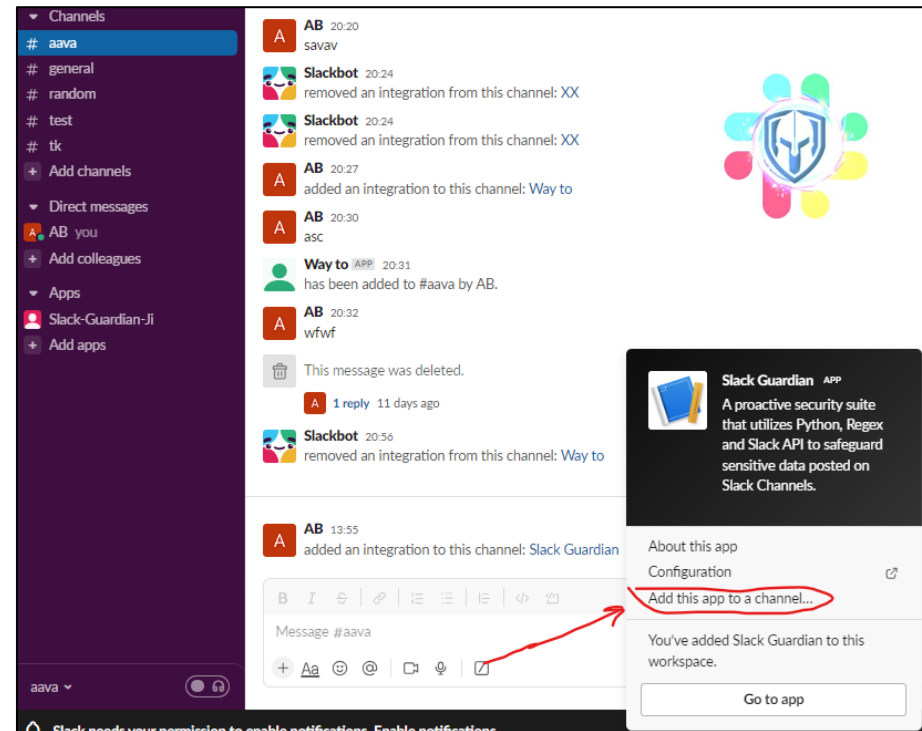 Channels
# aava
# general
# random
# test
# tk
+ Add channels
Direct messages
A AB you
+ Add colleagues
Apps
Slack-Guardian-Ji
+ Add apps
aava
A AB 20:20
savav
Slackbot 20:24
removed an integration from this channel: XX
Slackbot 20:24
removed an integration from this channel: XX
A AB 20:27
added an integration to this channel: Way to
A AB 20:30
asc
Way to APP 20:31
has been added to #aava by AB.
A AB 20:32
wfwf
This message was deleted.
A 1 reply 11 days ago
Slackbot 20:56
removed an integration from this channel: Way to
A AB 13:55
added an integration to this channel: Slack Guardian
B I S
Message #aava
+ Aa @
Slack Guardian APP
A proactive security suite
that utilizes Python, Regex
and Slack API to safeguard
sensitive data posted on
Slack Channels.
About this app
Configuration
Add this app to a channel...
You've added Slack Guardian to this
workspace.
Go to app
Slack needs your permission to enable notifications. Enable notifications